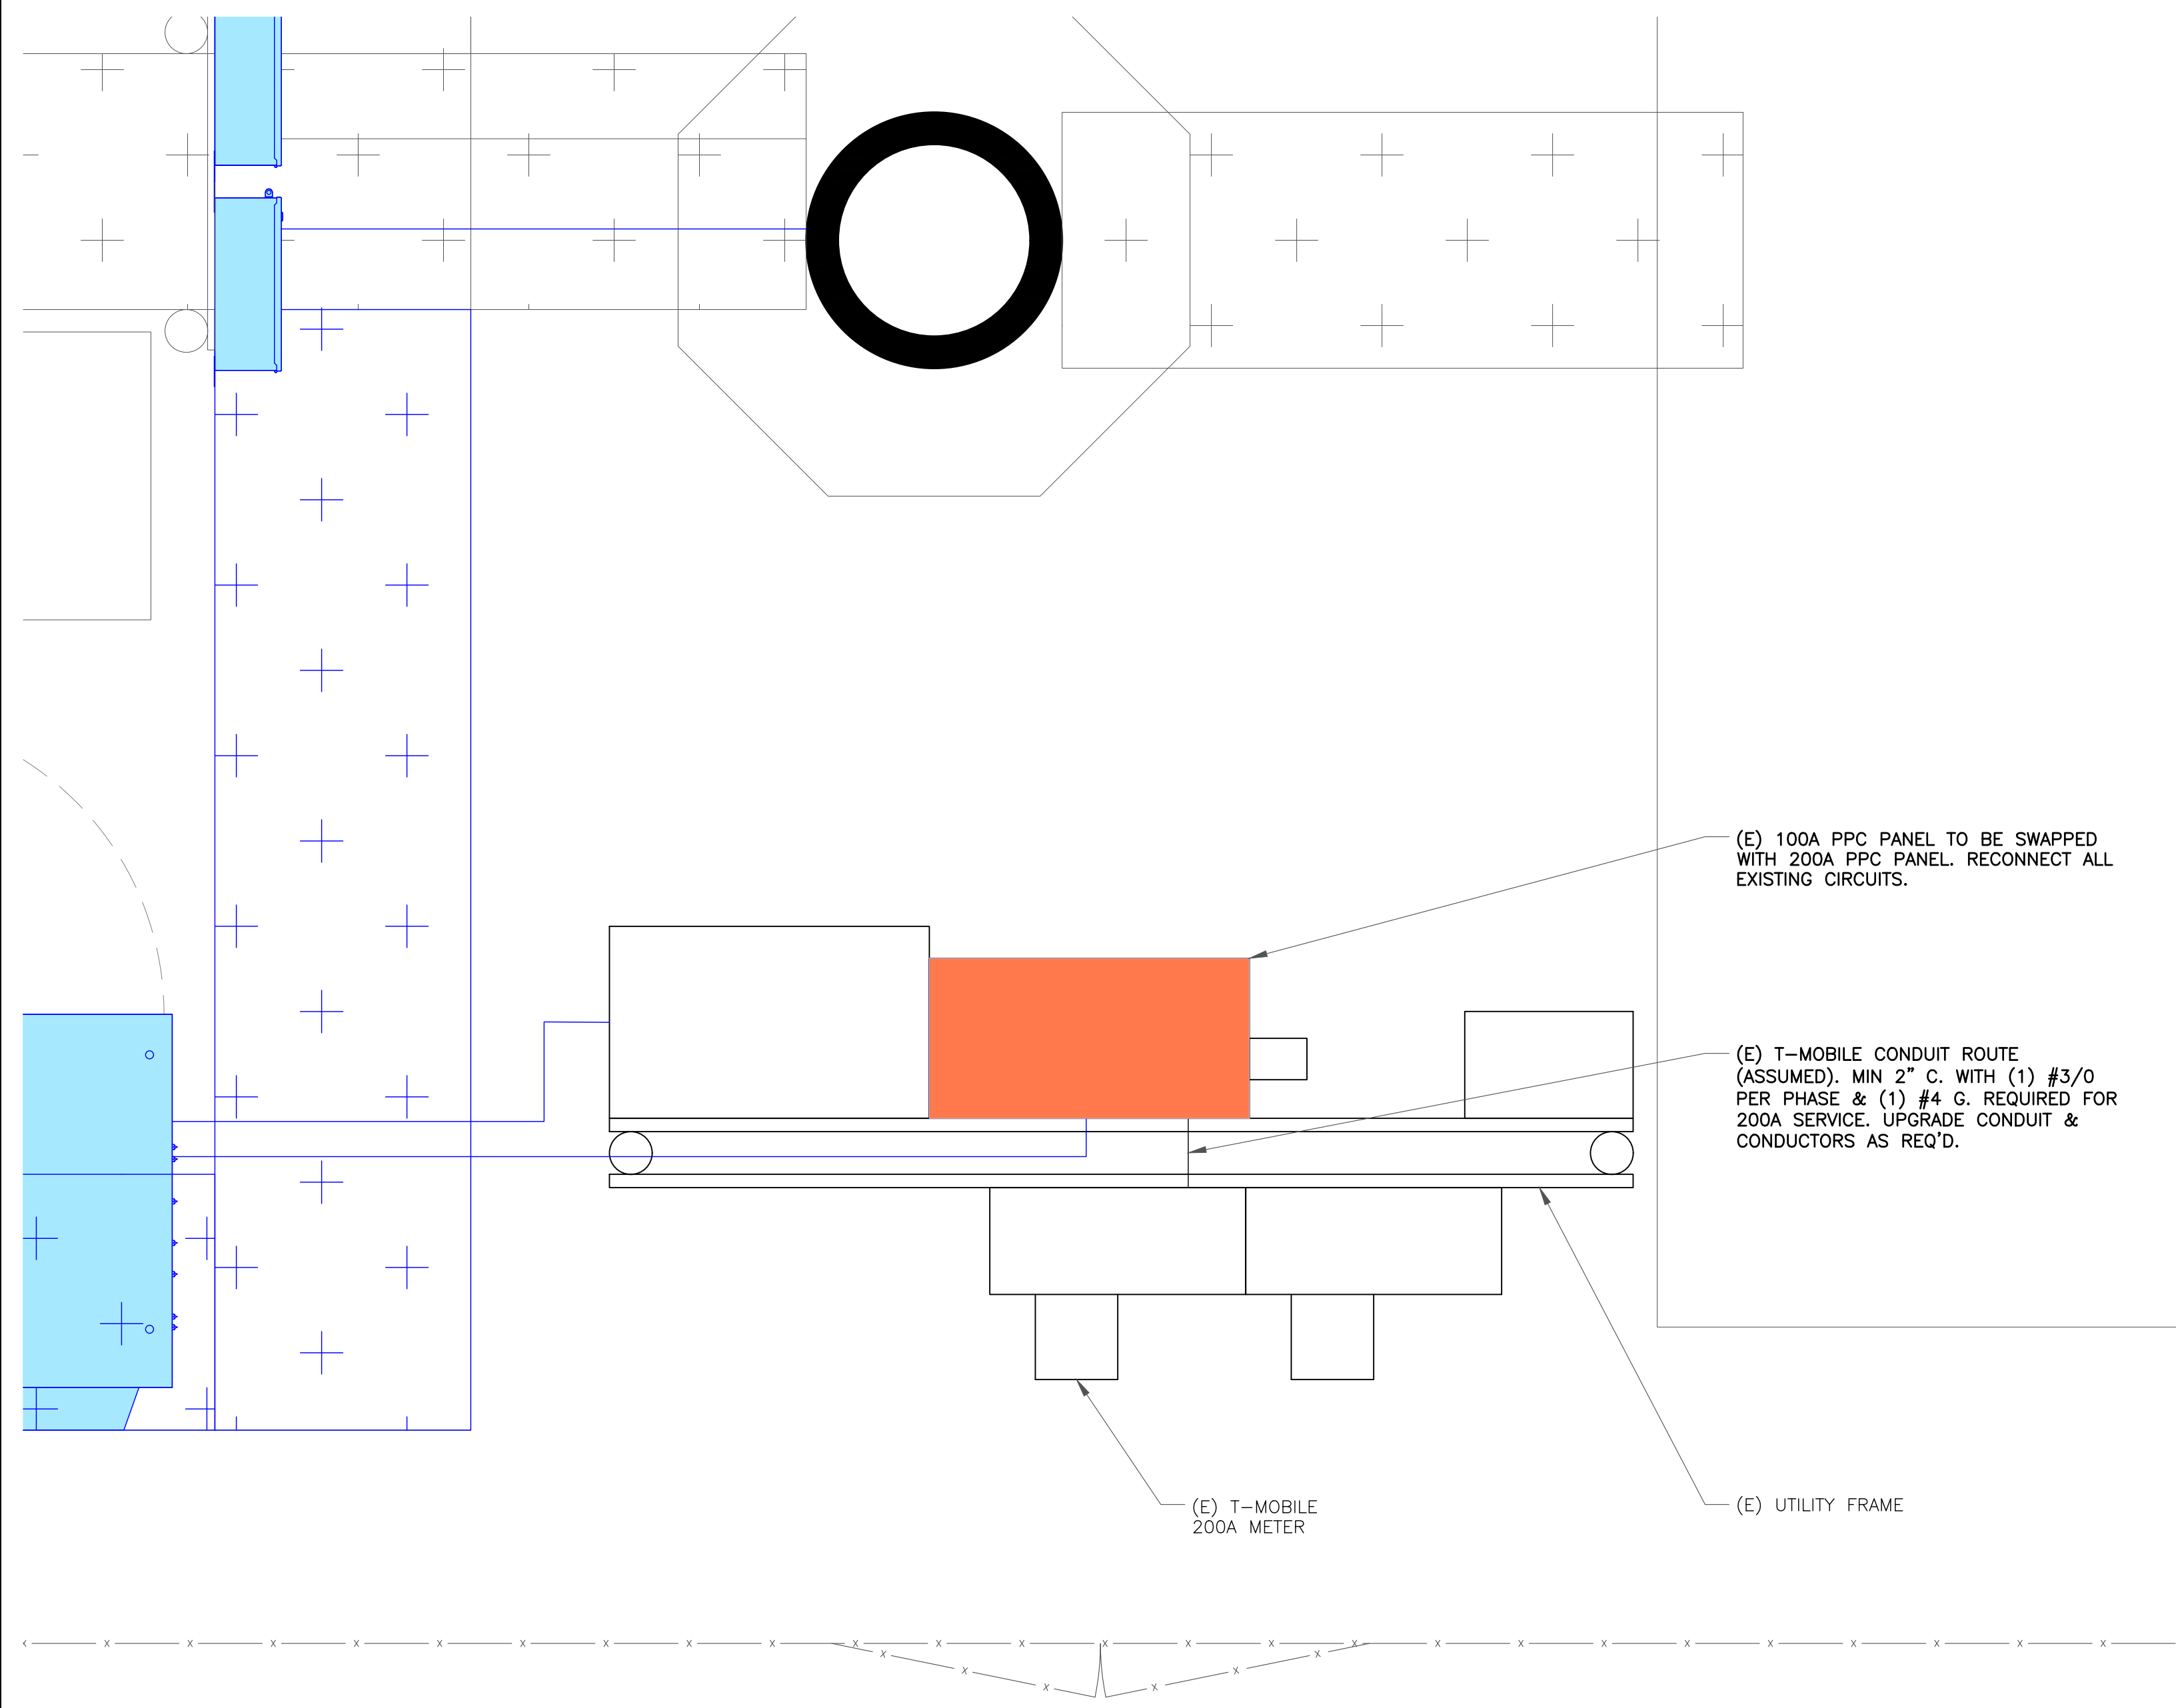 (E) 100A PPC PANEL TO BE SWAPPED
WITH 200A PPC PANEL. RECONNECT ALL
EXISTING CIRCUITS.
(E) T-MOBILE CONDUIT ROUTE
(ASSUMED). MIN 2" C. WITH (1) #3/0
PER PHASE & (1) #4 G. REQUIRED FOR
200A SERVICE. UPGRADE CONDUIT &
CONDUCTORS AS REQ'D.
(E) T-MOBILE
200A METER
(E) UTILITY FRAME